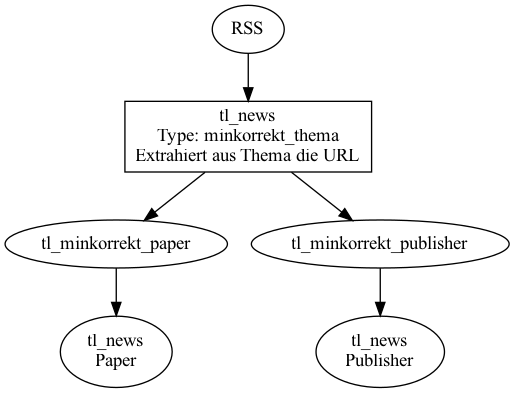 RSS
tl_news
Type: minkorrekt_thema
Extrahiert aus Thema die URL
tl_minkorrekt_paper
tl_minkorrekt_publisher
tl_news
Paper
tl_news
Publisher